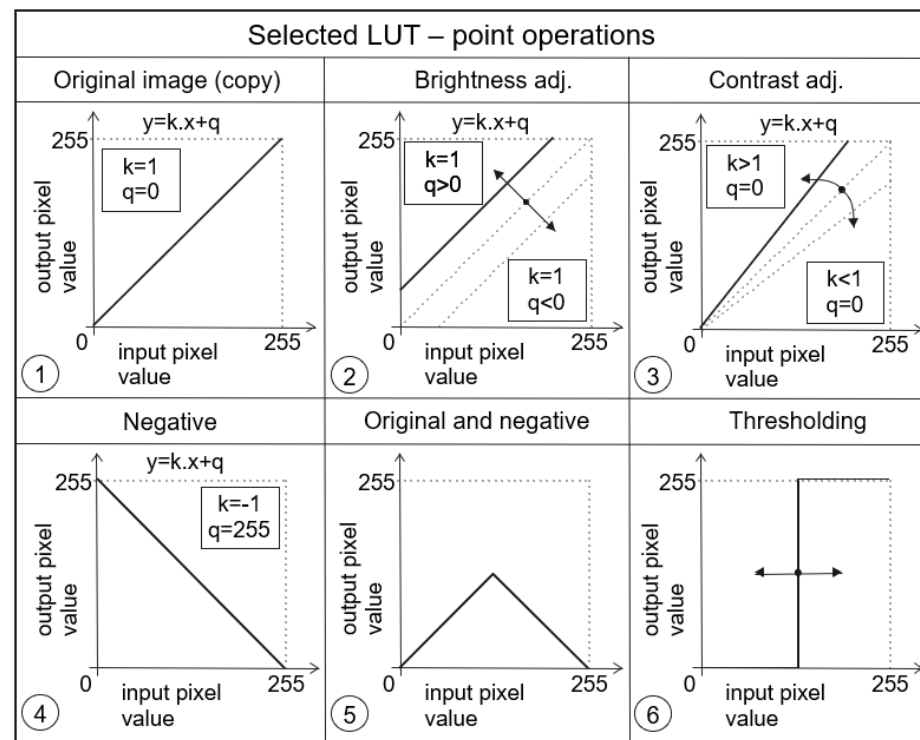 Selected LUT – point operations
Original image (copy)
y=k.x+q
255
k=1
q=0
output pixel
value
0
255
input pixel
value
1
Brightness adj.
y=k.x+q
255
k=1
q>0
k=1
q<0
output pixel
value
0
255
input pixel
value
2
Contrast adj.
y=k.x+q
255
k>1
q=0
k<1
q=0
output pixel
value
0
255
input pixel
value
3
Negative
y=k.x+q
255
k=-1
q=255
output pixel
value
0
255
input pixel
value
4
Original and negative
255
output pixel
value
0
255
input pixel
value
5
Thresholding
255
output pixel
value
0
255
input pixel
value
6